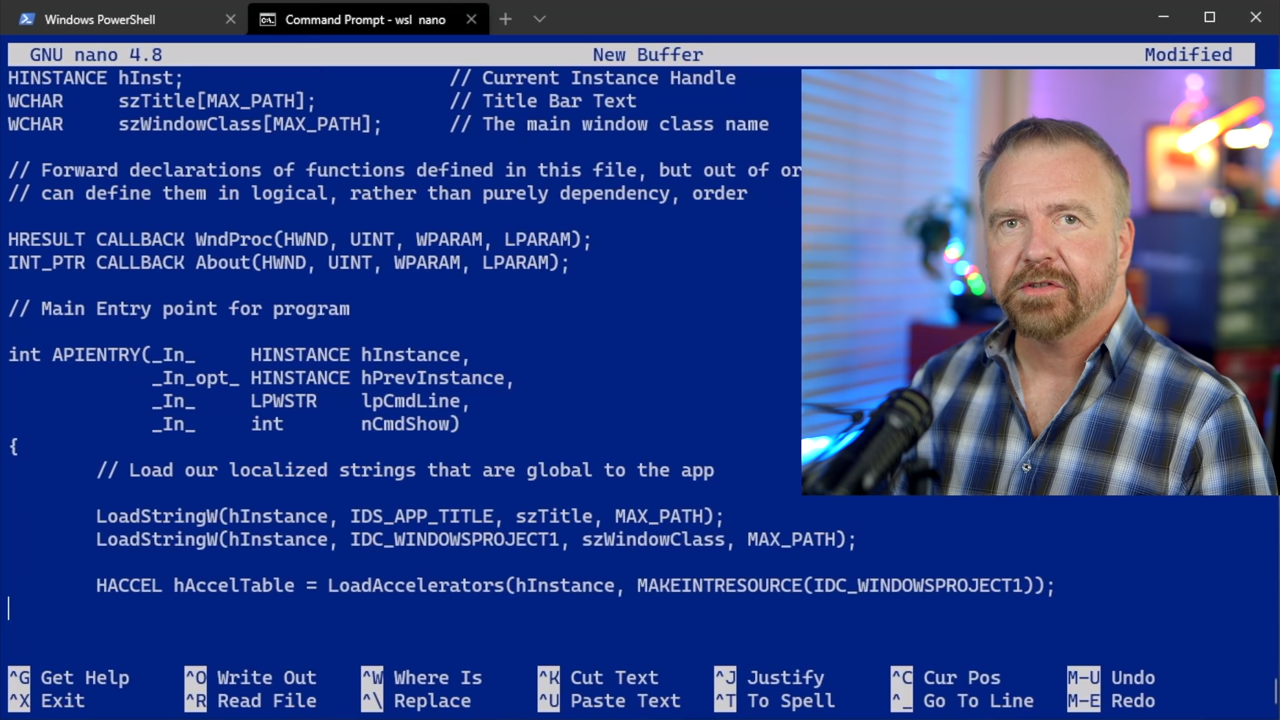 Windows PowerShell
Command Prompt - wsl nano
GNU nano 4.8 New Buffer Modified
HINSTANCE hInst; // Current Instance Handle
WCHAR szTitle[MAX_PATH]; // Title Bar Text
WCHAR szWindowClass[MAX_PATH]; // The main window class name
// Forward declarations of functions defined in this file, but out of or
// can define them in logical, rather than purely dependency, order
HRESULT CALLBACK WndProc(HWND, UINT, WPARAM, LPARAM);
INT_PTR CALLBACK About(HWND, UINT, WPARAM, LPARAM);
// Main Entry point for program
int APIENTRY(_In_ HINSTANCE hInstance,
_In_opt_ HINSTANCE hPrevInstance,
_In_ LPWSTR lpCmdLine,
_In_ int nCmdShow)
{
// Load our localized strings that are global to the app
LoadStringW(hInstance, IDS_APP_TITLE, szTitle, MAX_PATH);
LoadStringW(hInstance, IDC_WINDOWSPROJECT1, szWindowClass, MAX_PATH);
HACCEL hAccelTable = LoadAccelerators(hInstance, MAKEINTRESOURCE(IDC_WINDOWSPROJECT1));
^G Get Help ^O Write Out ^W Where Is ^K Cut Text ^J Justify ^C Cur Pos M-U Undo
^X Exit ^R Read File ^\ Replace ^U Paste Text ^T To Spell ^_ Go To Line M-E Redo